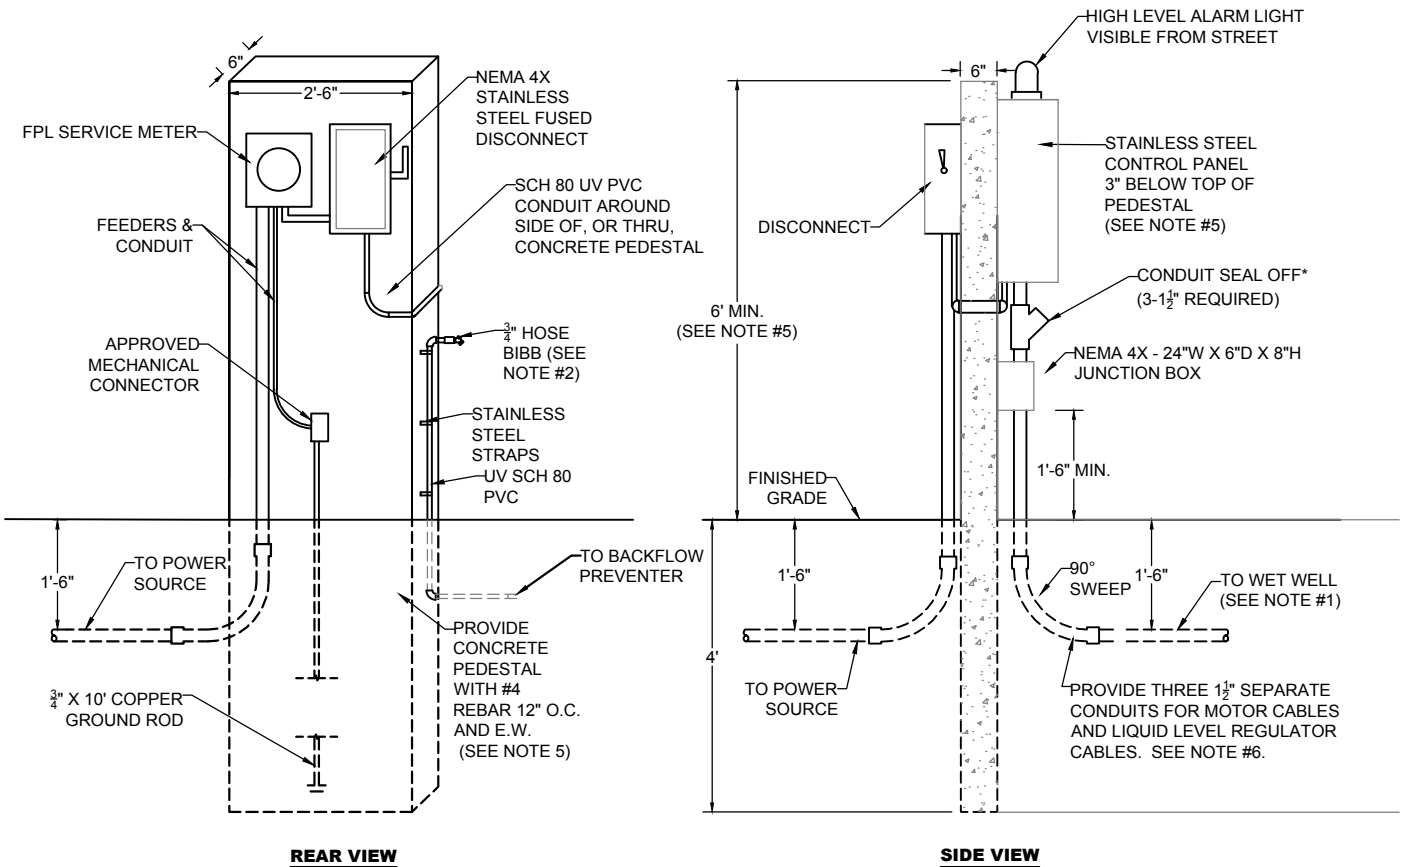 6"
2'-6"
FPL SERVICE METER
NEMA 4X
STAINLESS
STEEL FUSED
DISCONNECT
SCH 80 UV PVC
CONDUIT AROUND
SIDE OF, OR THRU,
CONCRETE PEDESTAL
FEEDERS &
CONDUIT
APPROVED
MECHANICAL
CONNECTOR
3/4" HOSE
BIBB (SEE
NOTE #2)
STAINLESS
STEEL
STRAPS
UV SCH 80
PVC
1'-6"
TO POWER
SOURCE
TO BACKFLOW
PREVENTER
PROVIDE
CONCRETE
PEDESTAL
WITH #4
REBAR 12" O.C.
AND E.W.
(SEE NOTE 5)
3/4" X 10' COPPER
GROUND ROD
REAR VIEW
HIGH LEVEL ALARM LIGHT
VISIBLE FROM STREET
6"
STAINLESS STEEL
CONTROL PANEL
3" BELOW TOP OF
PEDESTAL
(SEE NOTE #5)
DISCONNECT
CONDUIT SEAL OFF*
(3-1 1/2" REQUIRED)
6' MIN.
(SEE NOTE #5)
NEMA 4X - 24"W X 6"D X 8"H
JUNCTION BOX
1'-6" MIN.
FINISHED
GRADE
1'-6"
90°
SWEEP
1'-6"
TO WET WELL
(SEE NOTE #1)
4'
TO POWER
SOURCE
PROVIDE THREE 1 1/2" SEPARATE
CONDUITS FOR MOTOR CABLES
AND LIQUID LEVEL REGULATOR
CABLES. SEE NOTE #6.
SIDE VIEW